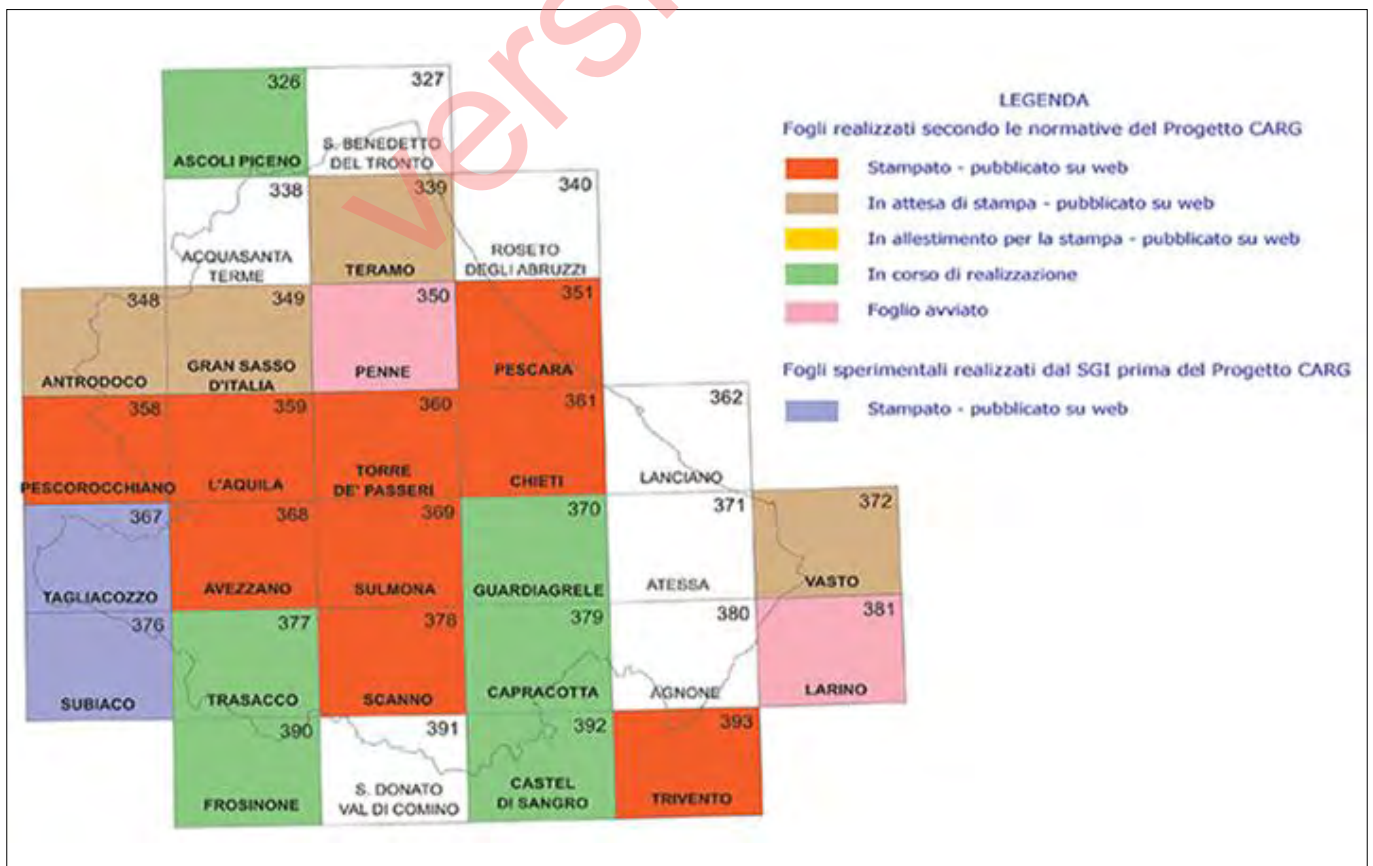 versi
326
ASCOLI PICENO
327
S. BENEDETTO
DEL TRONTO
338
ACQUASANTA
TERME
339
TERAMO
340
ROSETO
DEGLI ABRUZZI
348
ANTRODOCO
349
GRAN SASSO
D'ITALIA
350
PENNE
351
PESCARA
358
PESCOROCCHIANO
359
L'AQUILA
360
TORRE
DE' PASSERI
361
CHIETI
362
LANCIANO
367
TAGLIACOZZO
368
AVEZZANO
369
SULMONA
370
GUARDIAGRELE
371
ATESSA
372
VASTO
376
SUBIACO
377
TRASACCO
378
SCANNO
379
CAPRACOTTA
380
AGNONE
381
LARINO
390
FROSINONE
391
S. DONATO
VAL DI COMINO
392
CASTEL
DI SANGRO
393
TRIVENTO
LEGENDA
Fogli realizzati secondo le normative del Progetto CARG
Stampato - pubblicato su web
In attesa di stampa - pubblicato su web
In allestimento per la stampa - pubblicato su web
In corso di realizzazione
Foglio avviato
Fogli sperimentali realizzati dal SGI prima del Progetto CARG
Stampato - pubblicato su web